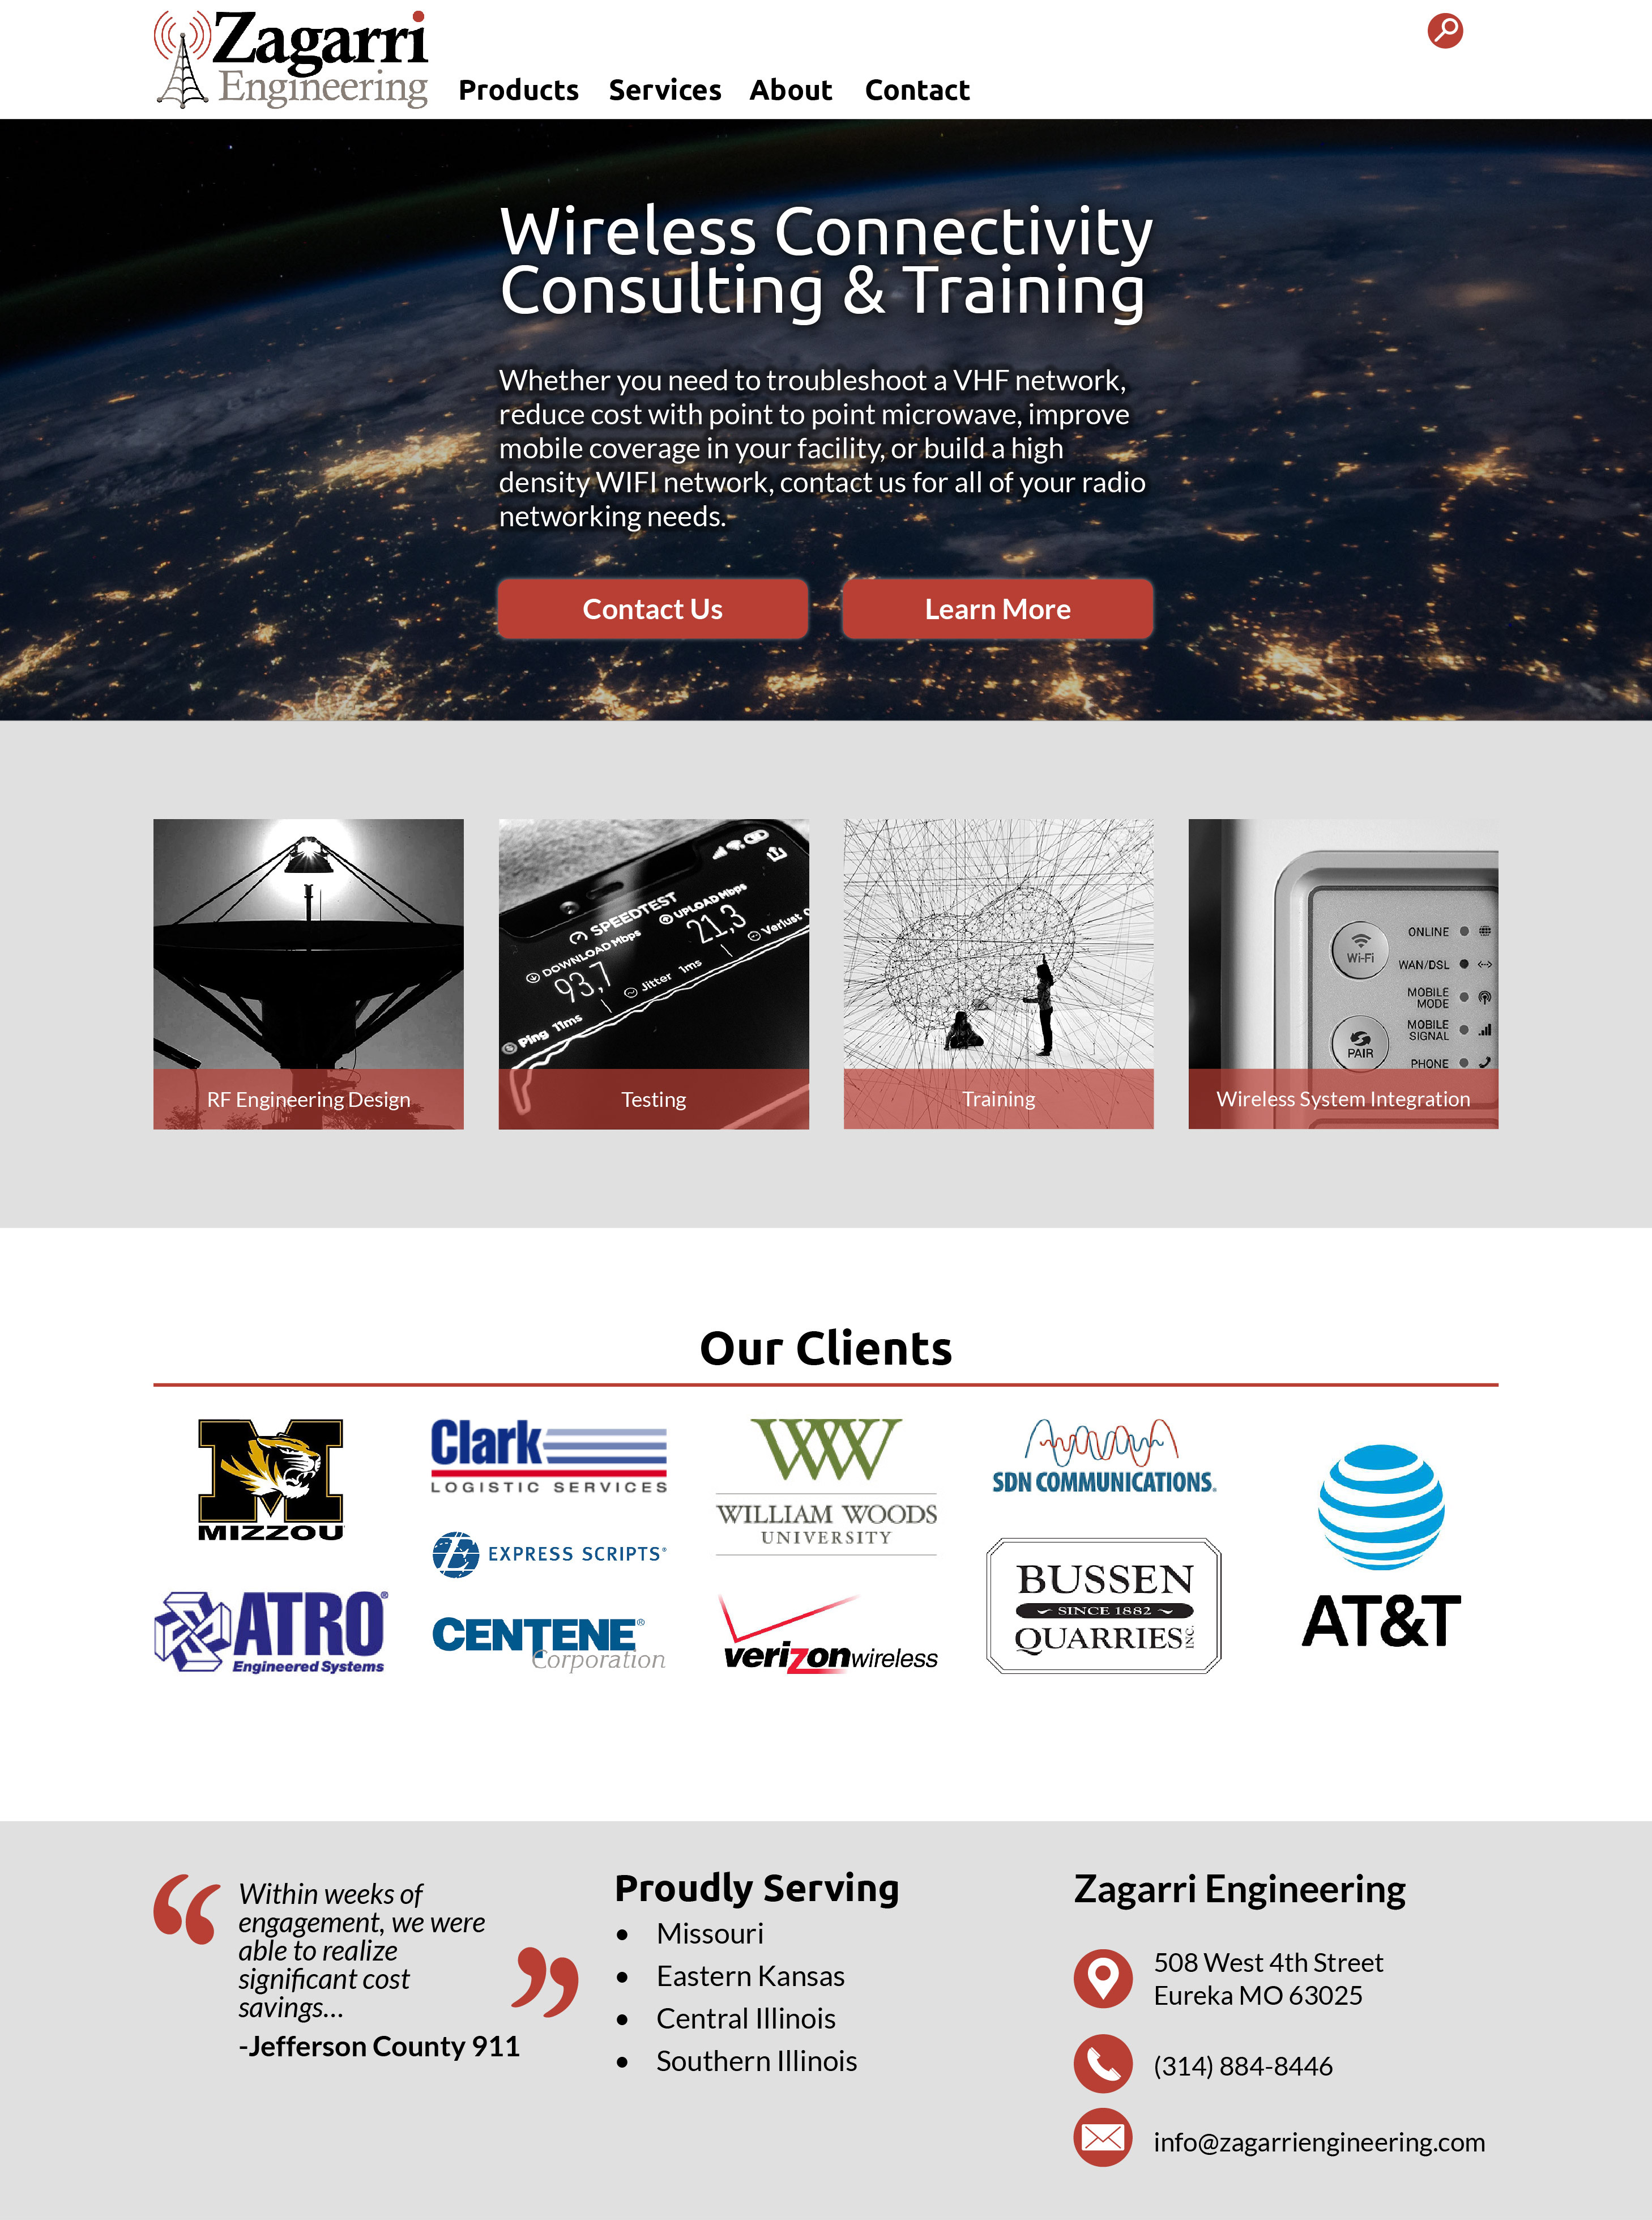 Zagarri
Engineering
Products Services About Contact
Wireless Connectivity
Consulting & Training
Whether you need to troubleshoot a VHF network,
reduce cost with point to point microwave, improve
mobile coverage in your facility, or build a high
density WIFI network, contact us for all of your radio
networking needs.
Contact Us
Learn More
RF Engineering Design
SPEEDTEST
DOWNLOAD Mbps
UPLOAD Mbps
93,7
21,3
Ping 11ms
Jitter 1ms
Verlust
Testing
Training
Wi-Fi
PAIR
ONLINE
WAN/DSL
MOBILE
MODE
MOBILE
SIGNAL
PHONE
Wireless System Integration
Our Clients
MIZZOU
ATRO®
Engineered Systems
Clark
LOGISTIC SERVICES
EXPRESS SCRIPTS®
CENTENE®
Corporation
WILLIAM WOODS
UNIVERSITY
verizonwireless
SDN COMMUNICATIONS®
BUSSEN
SINCE 1882
QUARRIES INC.
AT&T
Within weeks of
engagement, we were
able to realize
significant cost
savings...
-Jefferson County 911
Proudly Serving
• Missouri
• Eastern Kansas
• Central Illinois
• Southern Illinois
Zagarri Engineering
508 West 4th Street
Eureka MO 63025
(314) 884-8446
info@zagarriengineering.com